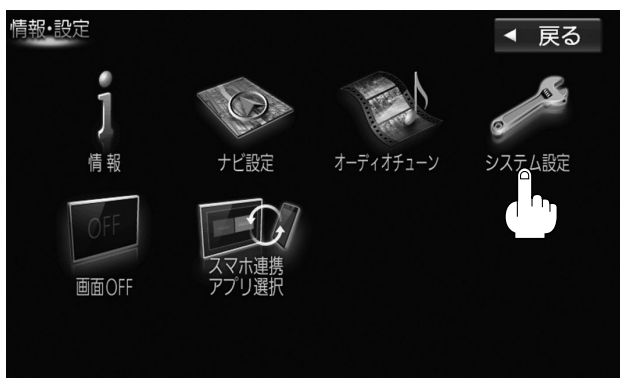 情報・設定
戻る
情報
ナビ設定
オーディオチューン
システム設定
OFF
画面OFF
スマホ連携
アプリ選択